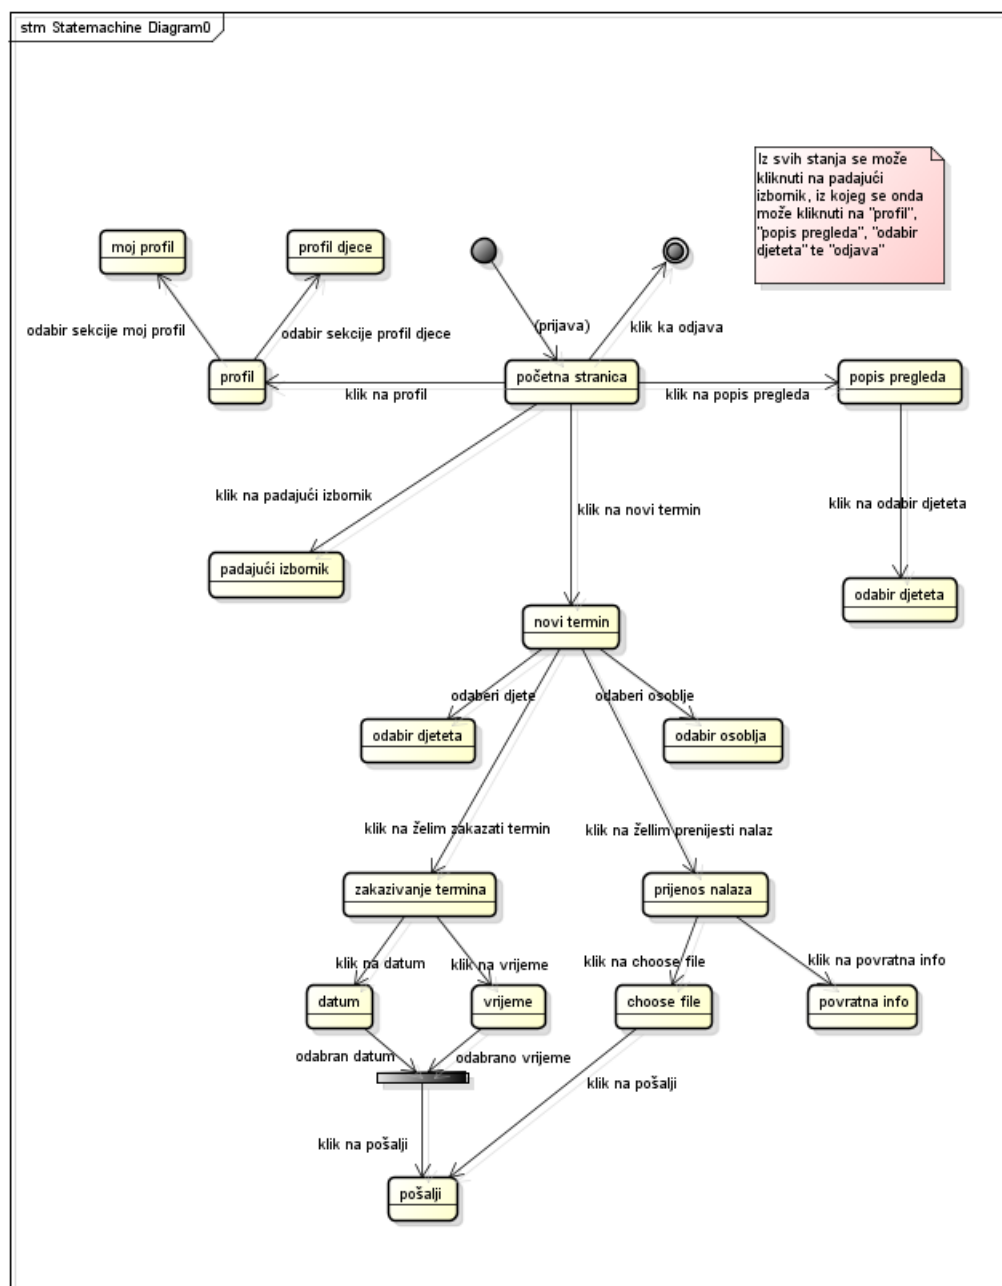 stm Statemachine Diagram0
Iz svih stanja se može
kliknuti na padajući
izbornik, iz kojeg se onda
može kliknuti na "profil",
"popis pregleda", "odabir
djeteta" te "odjava"
moj profil
profil djece
odabir sekcije moj profil
odabir sekcije profil djece
(prijava)
klik ka odjava
profil
početna stranica
popis pregleda
klik na profil
klik na popis pregleda
klik na padajući izbornik
klik na novi termin
klik na odabir djeteta
padajući izbornik
odabir djeteta
novi termin
odaberi djete
odaberi osoblje
odabir djeteta
odabir osoblja
klik na želim zakazati termin
klik na žellim prenijesti nalaz
zakazivanje termina
prijenos nalaza
klik na datum
klik na vrijeme
klik na choose file
klik na povratna info
datum
vrijeme
choose file
povratna info
odabran datum
odabrano vrijeme
klik na pošalji
klik na pošalji
pošalji